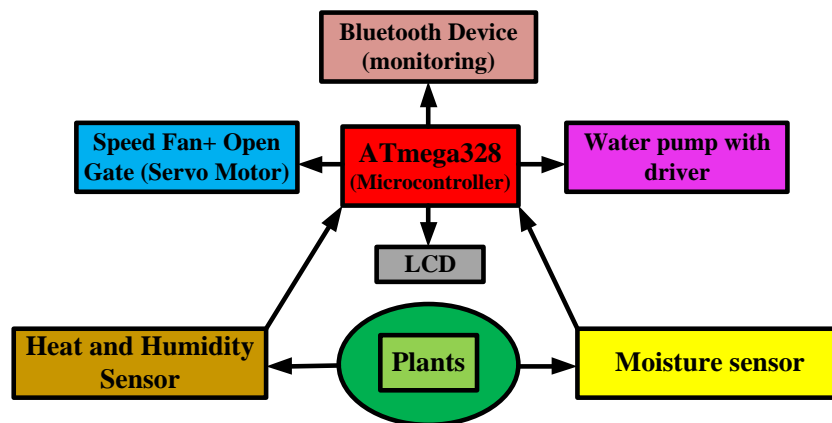 Bluetooth Device
(monitoring)
Speed Fan+ Open
Gate (Servo Motor)
ATmega328
(Microcontroller)
Water pump with
driver
LCD
Heat and Humidity
Sensor
Plants
Moisture sensor